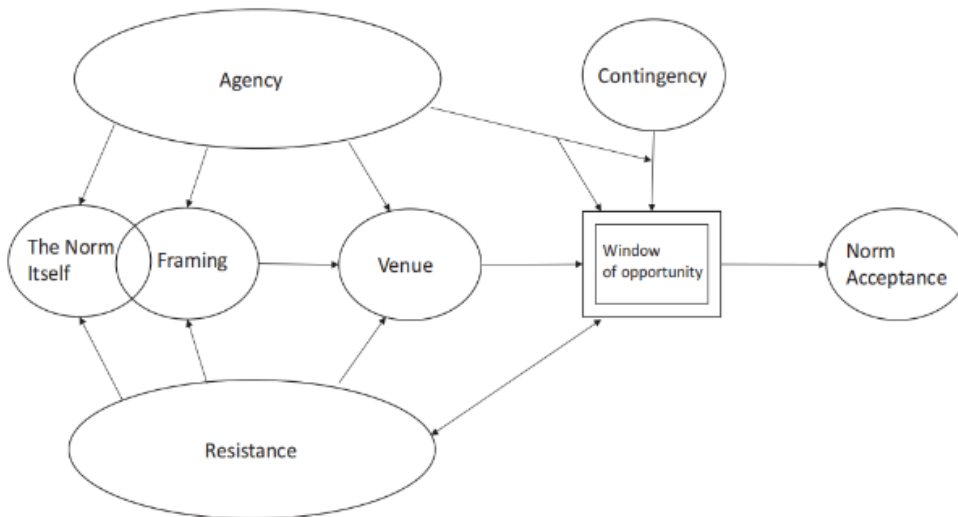 Agency
Contingency
The Norm
Itself
Framing
Venue
Window
of opportunity
Norm
Acceptance
Resistance